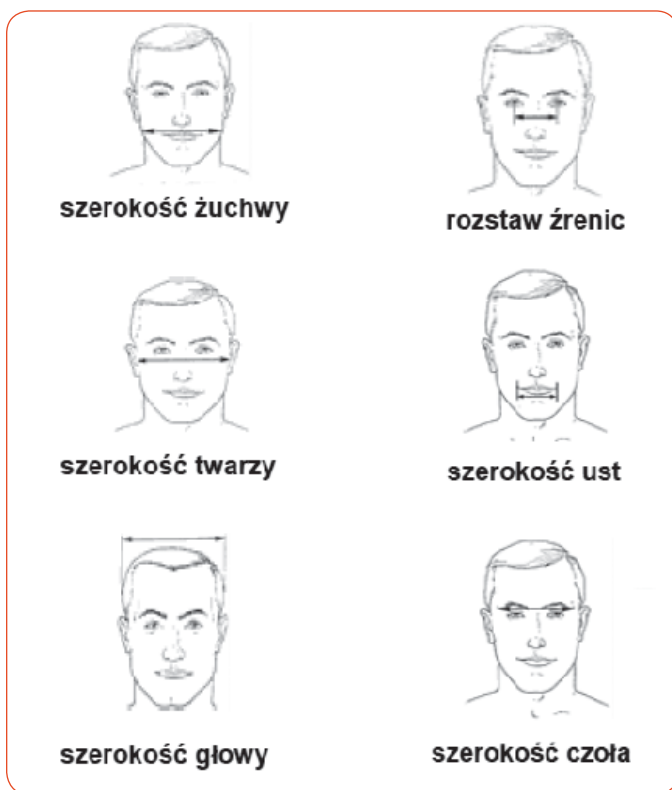 szerokość żuchwy
rozstaw źrenic
szerokość twarzy
szerokość ust
szerokość głowy
szerokość czoła